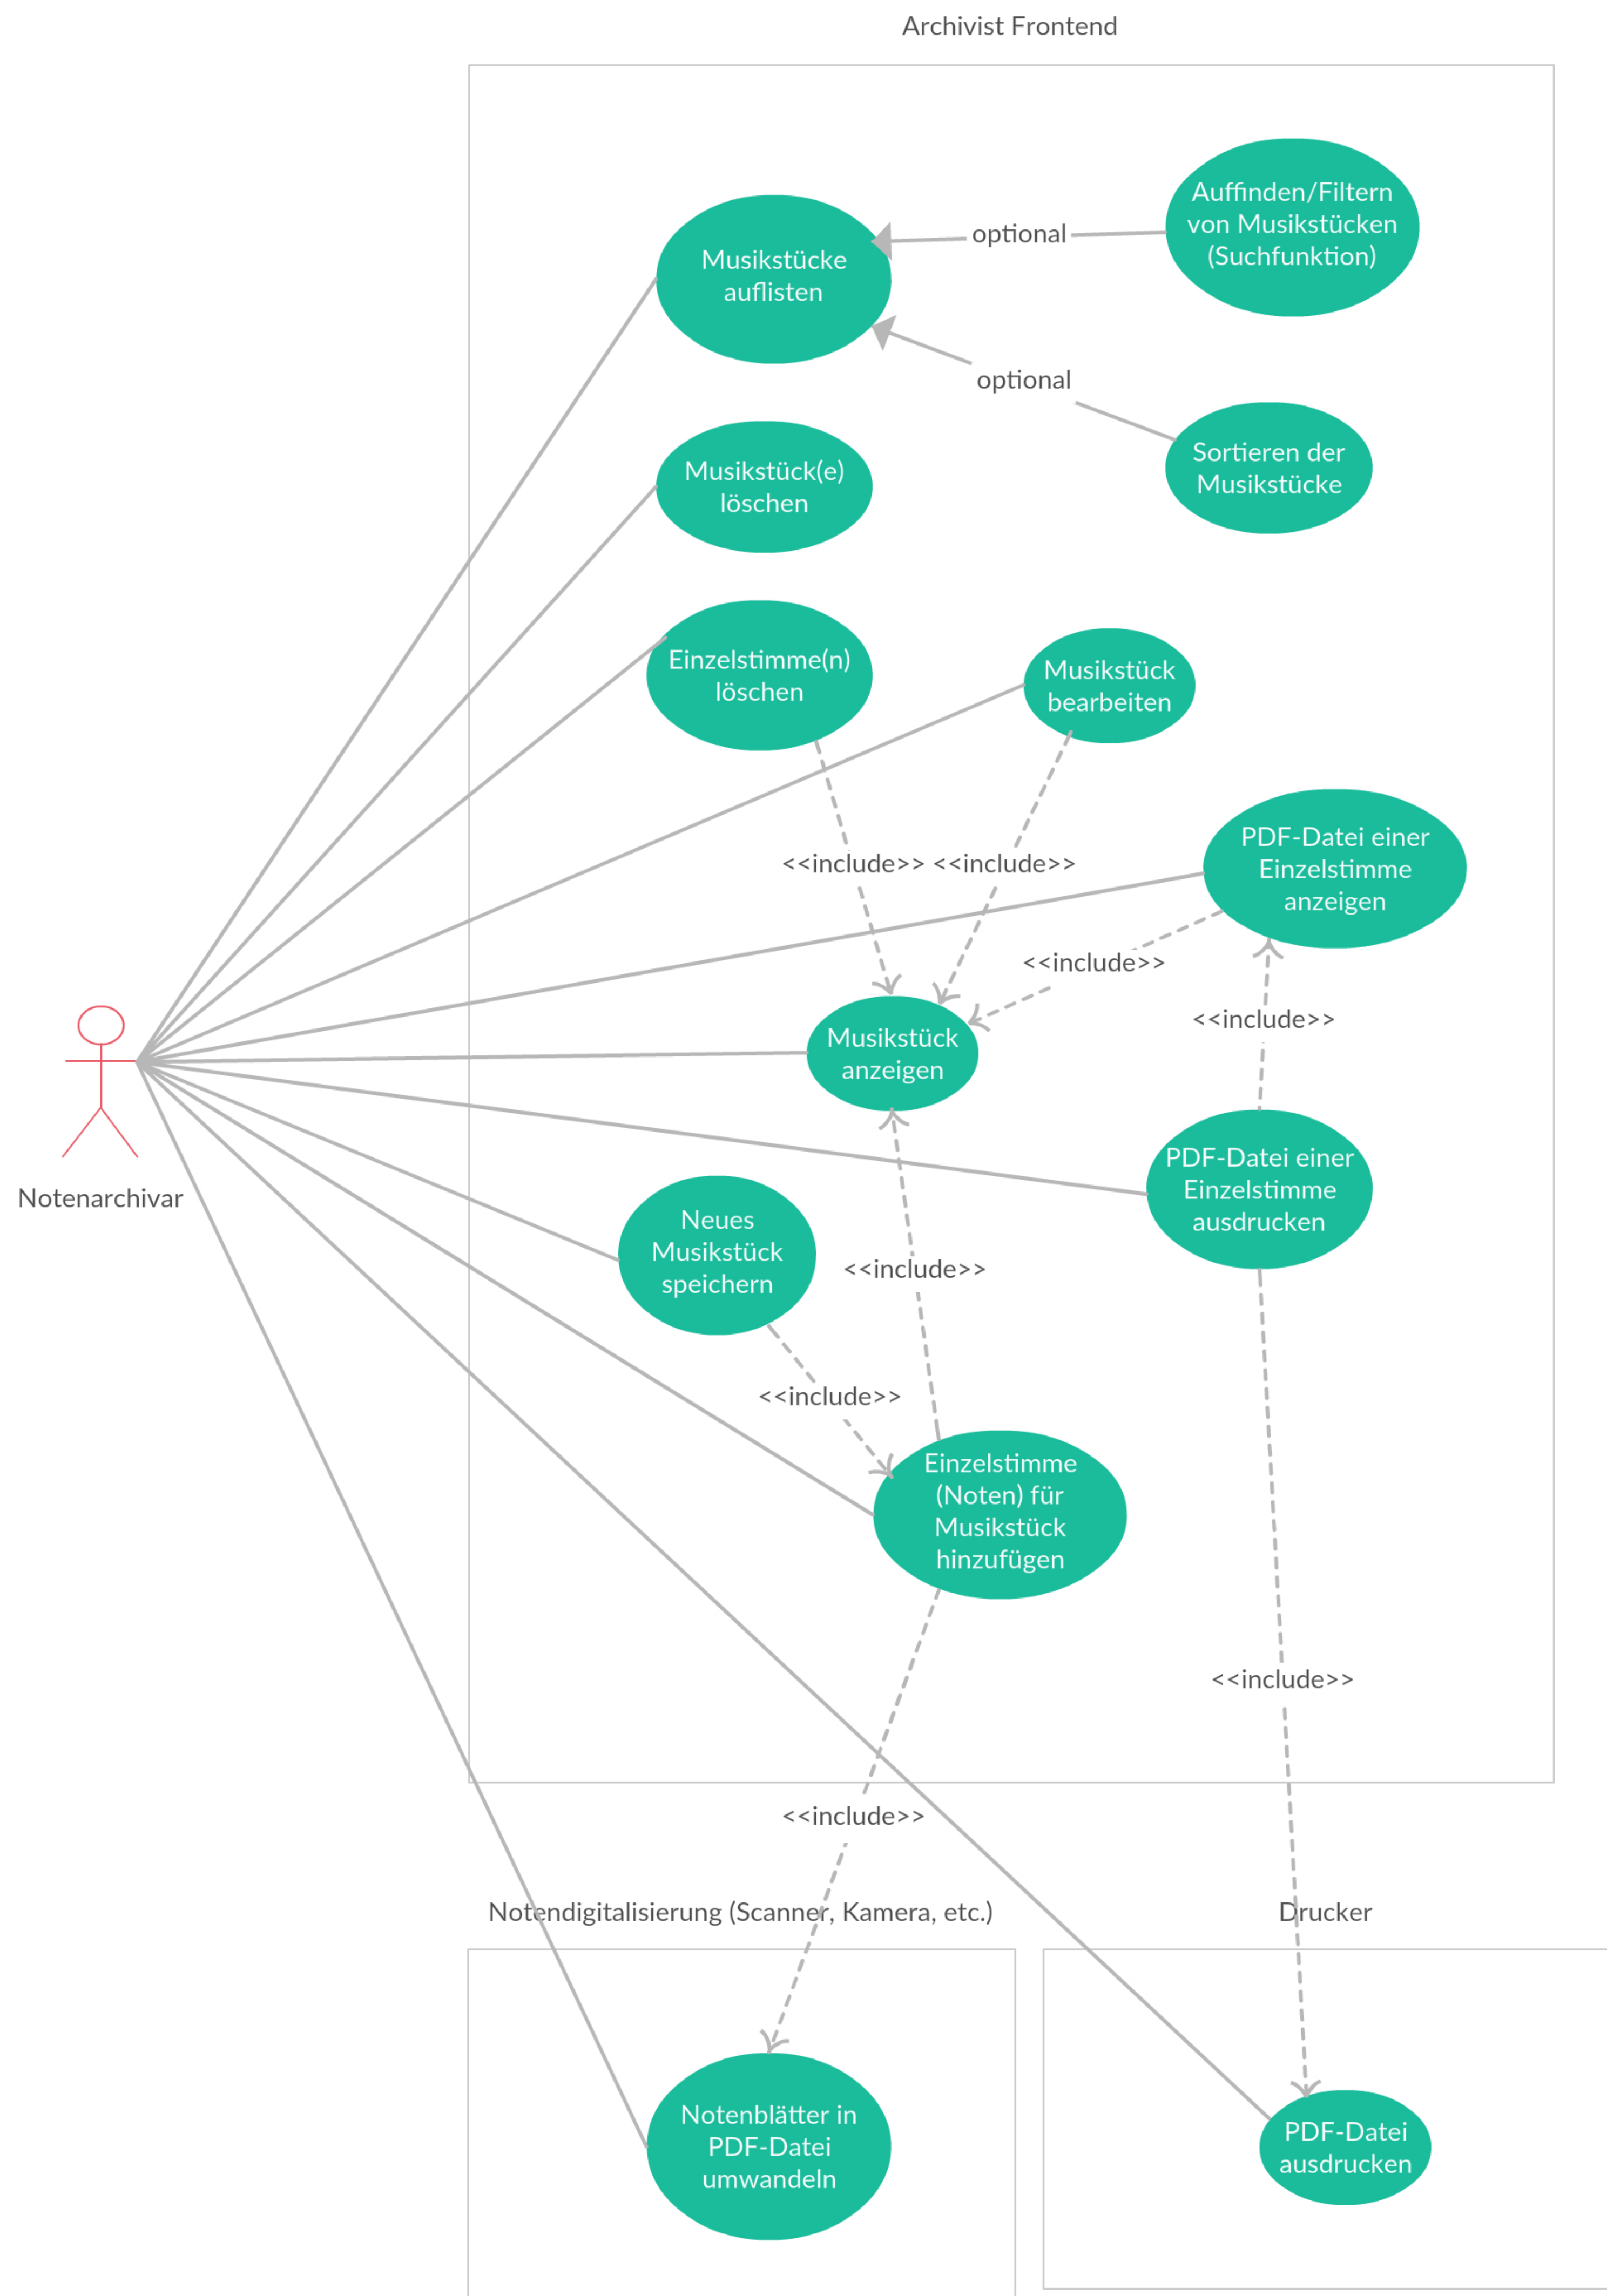 Archivist Frontend
Auffinden/Filtern
von Musikstücken
(Suchfunktion)
optional
Musikstücke
auflisten
optional
Sortieren der
Musikstücke
Musikstück(e)
löschen
Einzelstimme(n)
löschen
Musikstück
bearbeiten
PDF-Datei einer
Einzelstimme
anzeigen
<<include>>
<<include>>
<<include>>
<<include>>
Musikstück
anzeigen
PDF-Datei einer
Einzelstimme
ausdrucken
Notenarchivar
Neues
Musikstück
speichern
<<include>>
<<include>>
Einzelstimme
(Noten) für
Musikstück
hinzufügen
<<include>>
<<include>>
Notendigitalisierung (Scanner, Kamera, etc.)
Drucker
Notenblätter in
PDF-Datei
umwandeln
PDF-Datei
ausdrucken